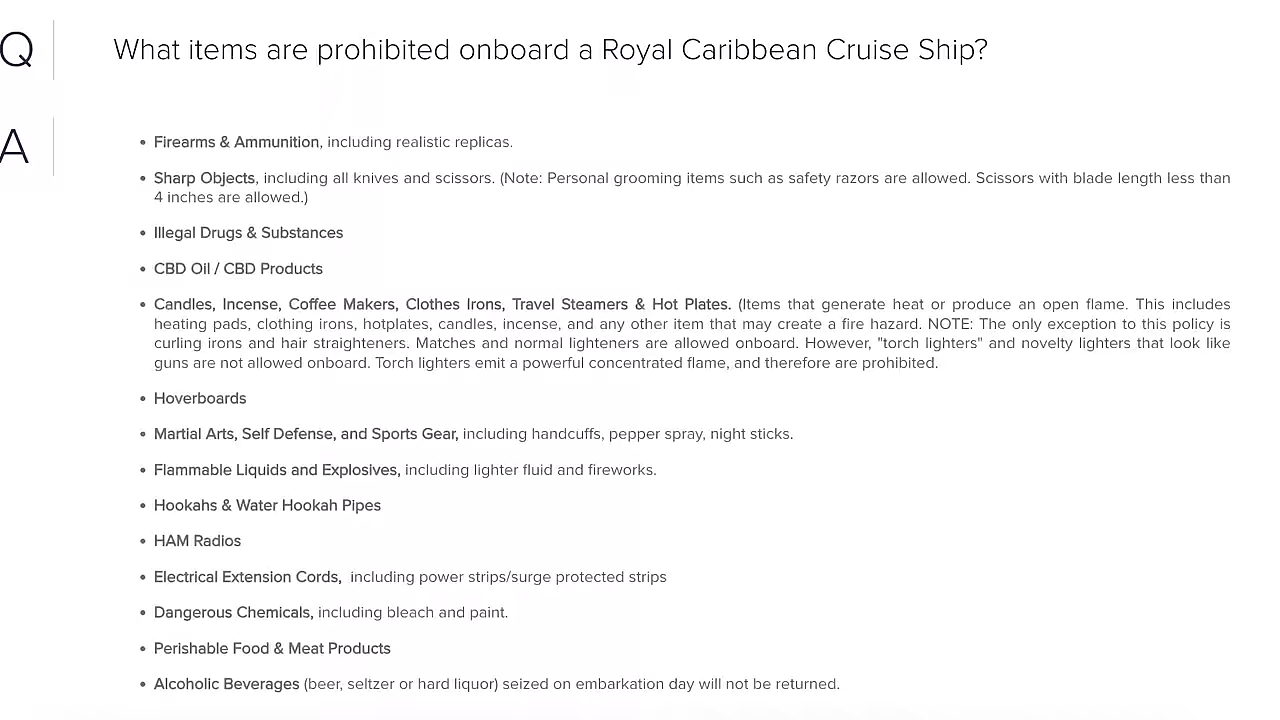 Q
What items are prohibited onboard a Royal Caribbean Cruise Ship?
A
• Firearms & Ammunition, including realistic replicas.
• Sharp Objects, including all knives and scissors. (Note: Personal grooming items such as safety razors are allowed. Scissors with blade length less than
4 inches are allowed.)
• Illegal Drugs & Substances
• CBD Oil / CBD Products
• Candles, Incense, Coffee Makers, Clothes Irons, Travel Steamers & Hot Plates. (Items that generate heat or produce an open flame. This includes
heating pads, clothing irons, hotplates, candles, incense, and any other item that may create a fire hazard. NOTE: The only exception to this policy is
curling irons and hair straighteners. Matches and normal lighteners are allowed onboard. However, "torch lighters" and novelty lighters that look like
guns are not allowed onboard. Torch lighters emit a powerful concentrated flame, and therefore are prohibited.
• Hoverboards
• Martial Arts, Self Defense, and Sports Gear, including handcuffs, pepper spray, night sticks.
• Flammable Liquids and Explosives, including lighter fluid and fireworks.
• Hookahs & Water Hookah Pipes
• HAM Radios
• Electrical Extension Cords, including power strips/surge protected strips
• Dangerous Chemicals, including bleach and paint.
• Perishable Food & Meat Products
• Alcoholic Beverages (beer, seltzer or hard liquor) seized on embarkation day will not be returned.